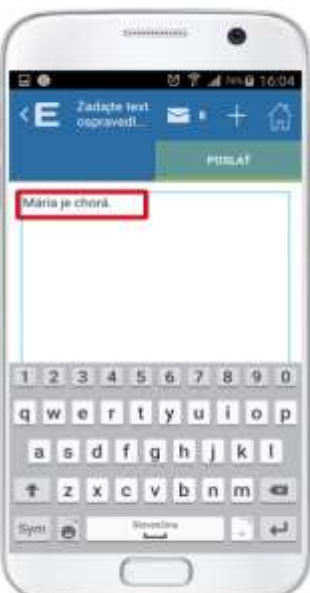 16:04
E
Zadajte text
ospravedl...
POSLAŤ
Mária je chorá.
1 2 3 4 5 6 7 8 9 0
q w e r t y u i o p
a s d f g h j k l
z x c v b n m
Sym
Slovenčina
.